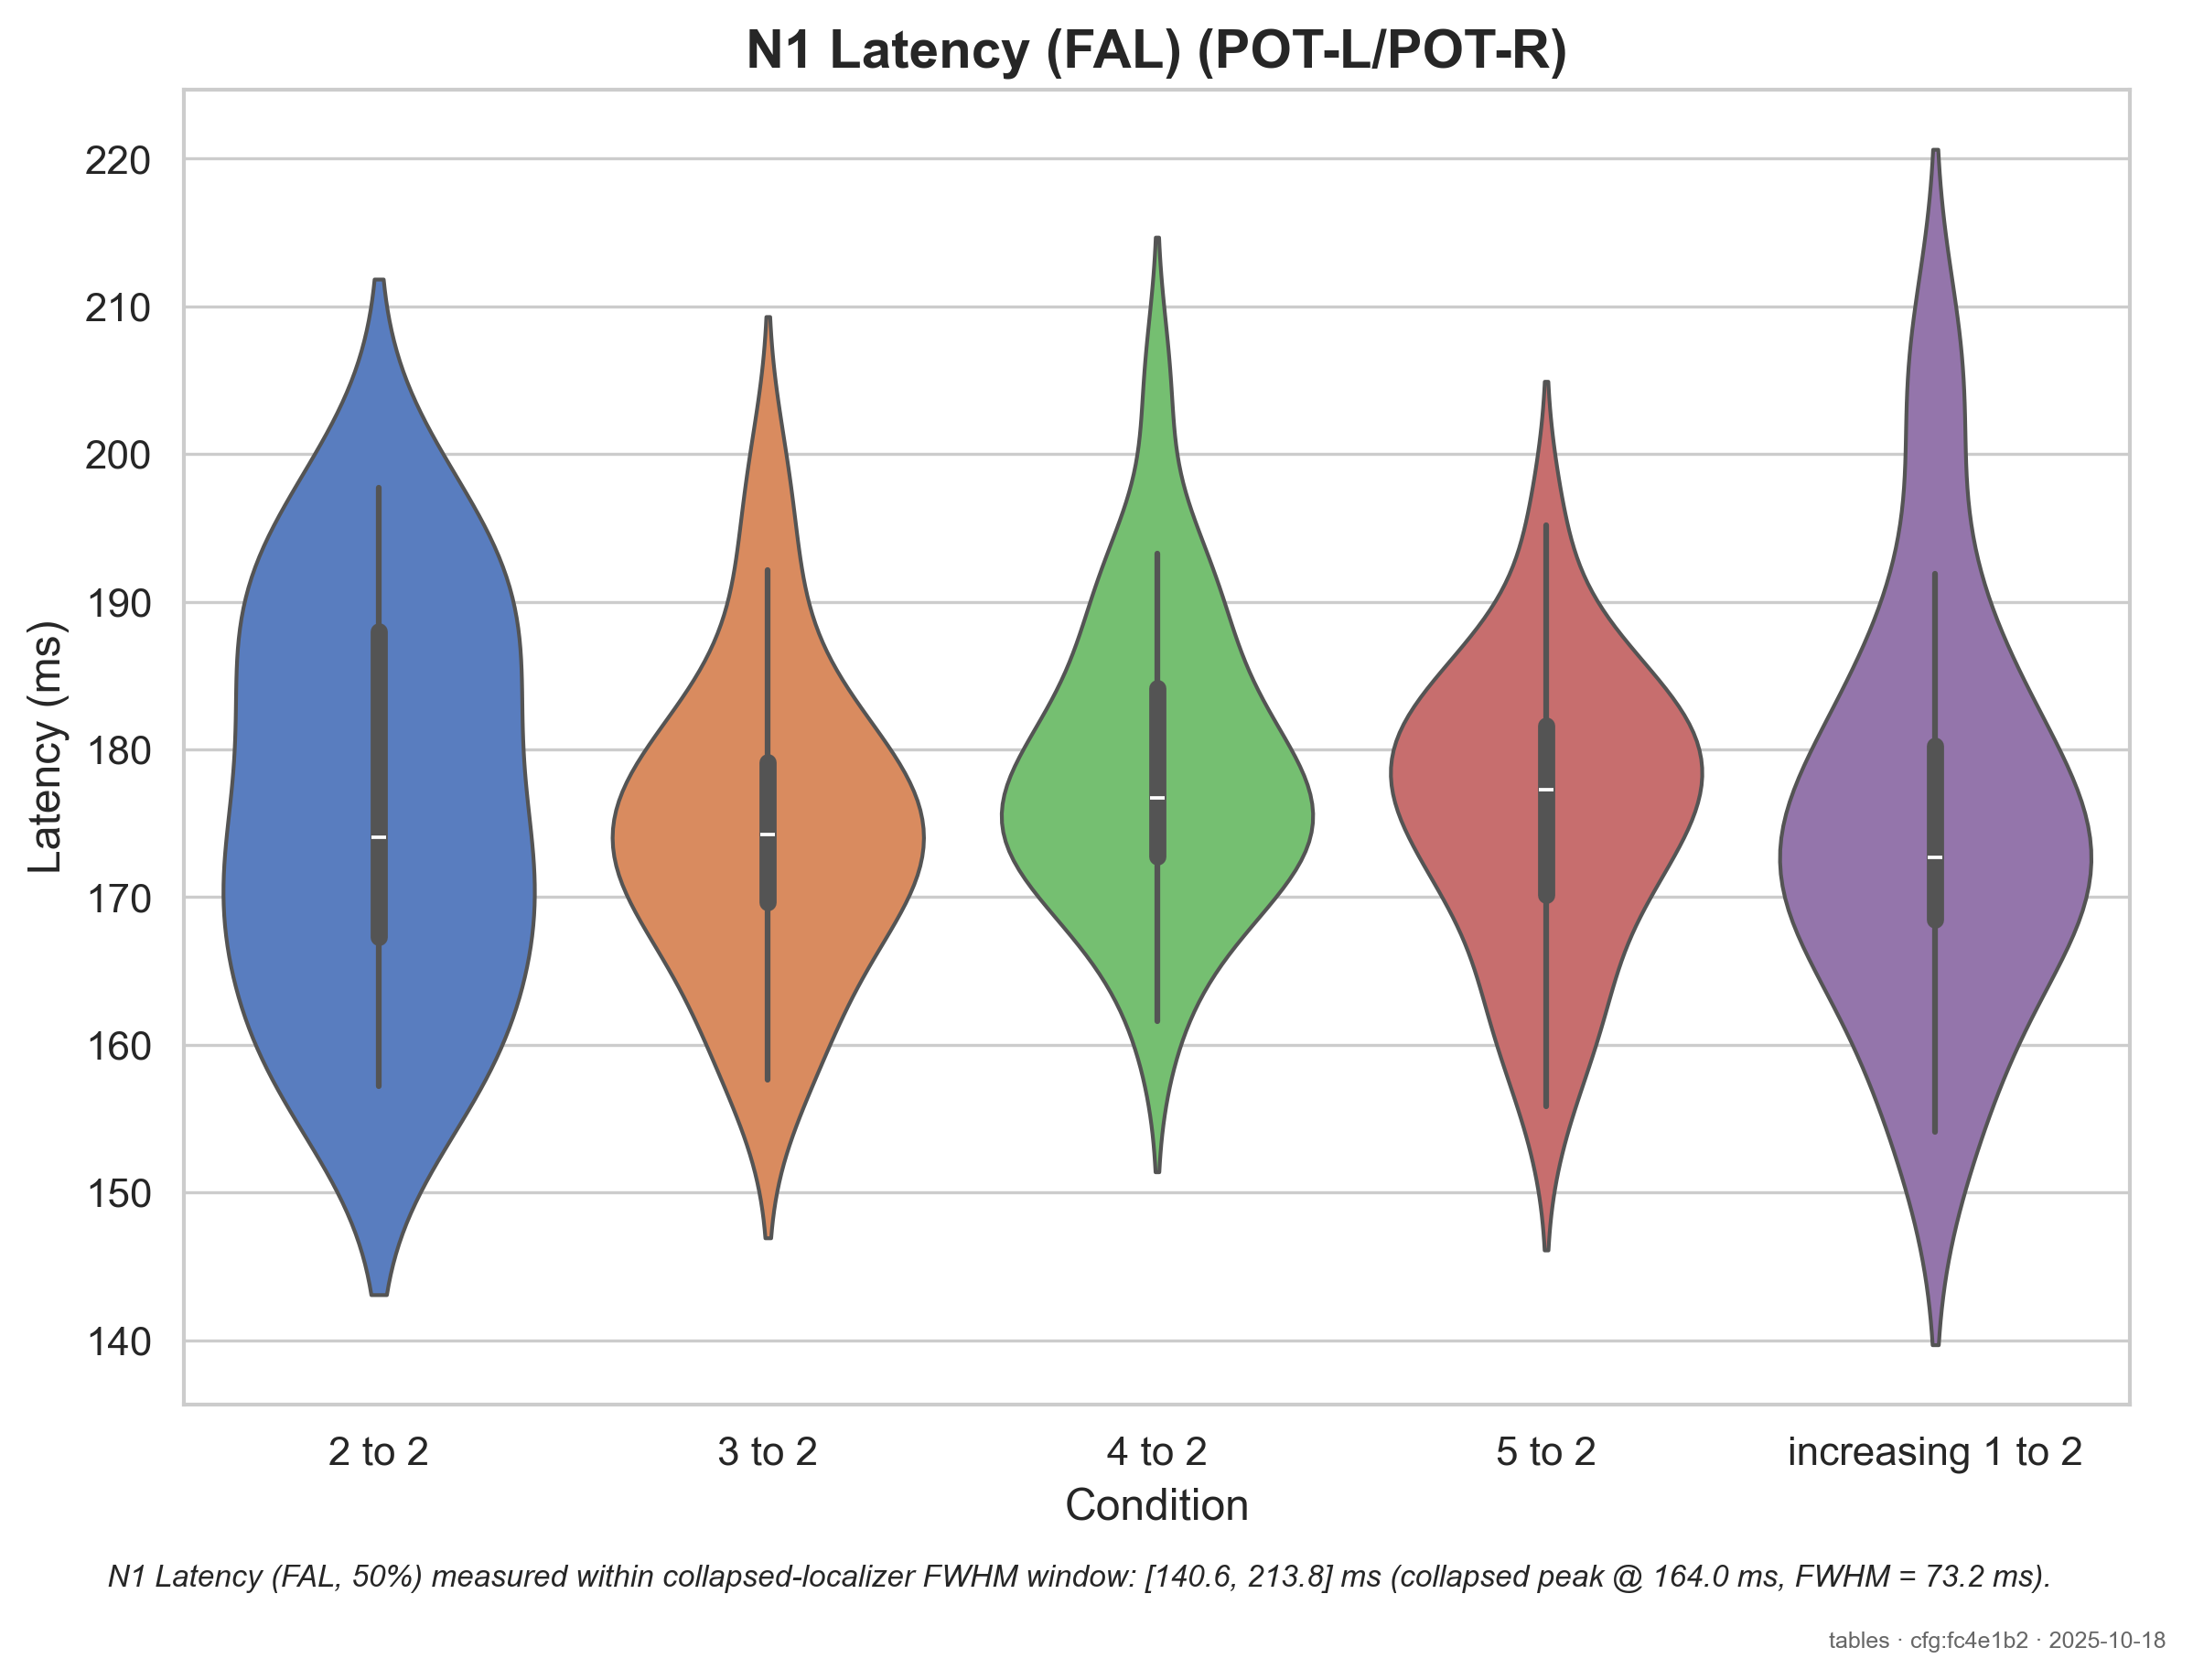 N1 Latency (FAL) (POT-L/POT-R)
Latency (ms)
220
210
200
190
180
170
160
150
140
2 to 2
3 to 2
4 to 2
5 to 2
increasing 1 to 2
Condition
N1 Latency (FAL, 50%) measured within collapsed-localizer FWHM window: [140.6, 213.8] ms (collapsed peak @ 164.0 ms, FWHM = 73.2 ms).
tables · cfg:fc4e1b2 · 2025-10-18